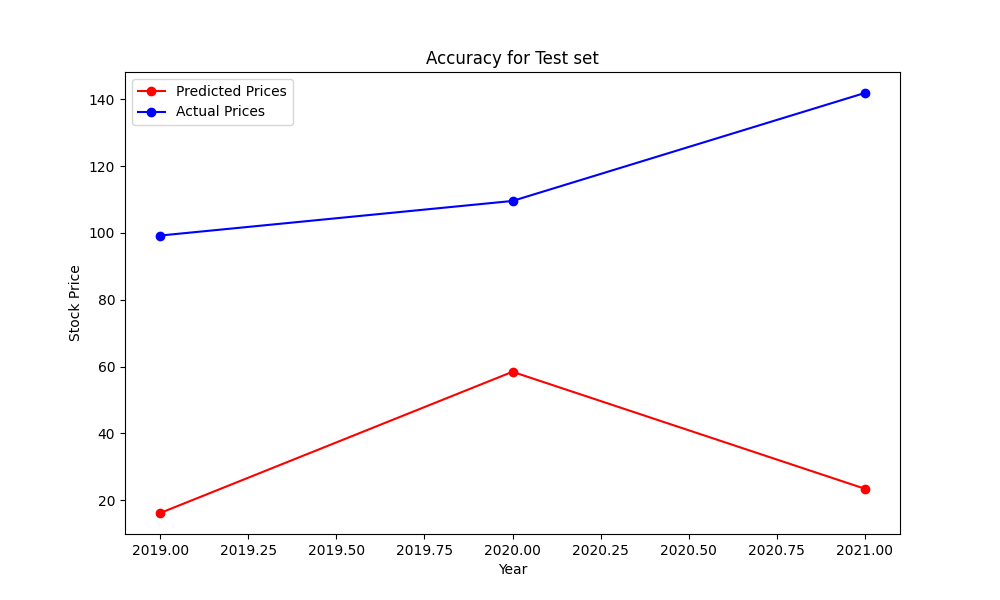 Accuracy for Test set
Predicted Prices
Actual Prices
140
120
100
80
60
40
20
Stock Price
2019.00 2019.25 2019.50 2019.75 2020.00 2020.25 2020.50 2020.75 2021.00
Year